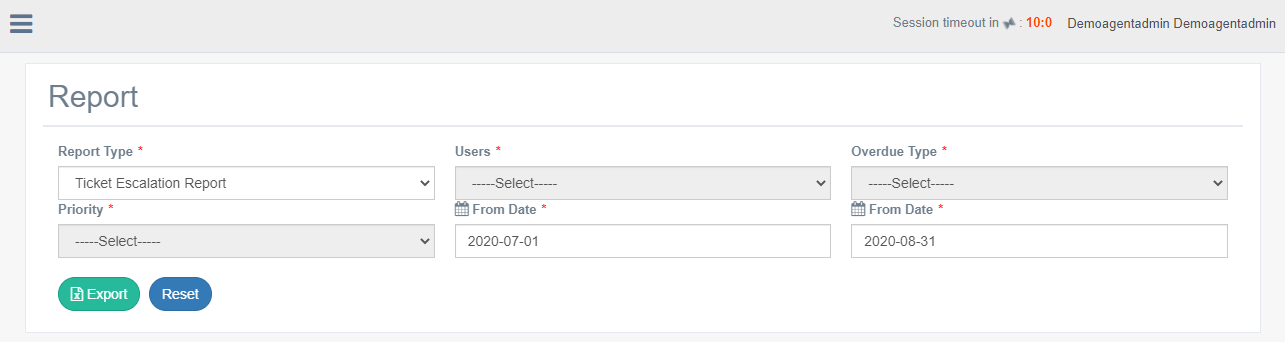 Session timeout in : 10:0 Demoagentadmin Demoagentadmin
Report
Report Type * Users * Overdue Type *
Ticket Escalation Report -----Select----- -----Select-----
Priority * From Date * From Date *
-----Select----- 2020-07-01 2020-08-31
Export Reset